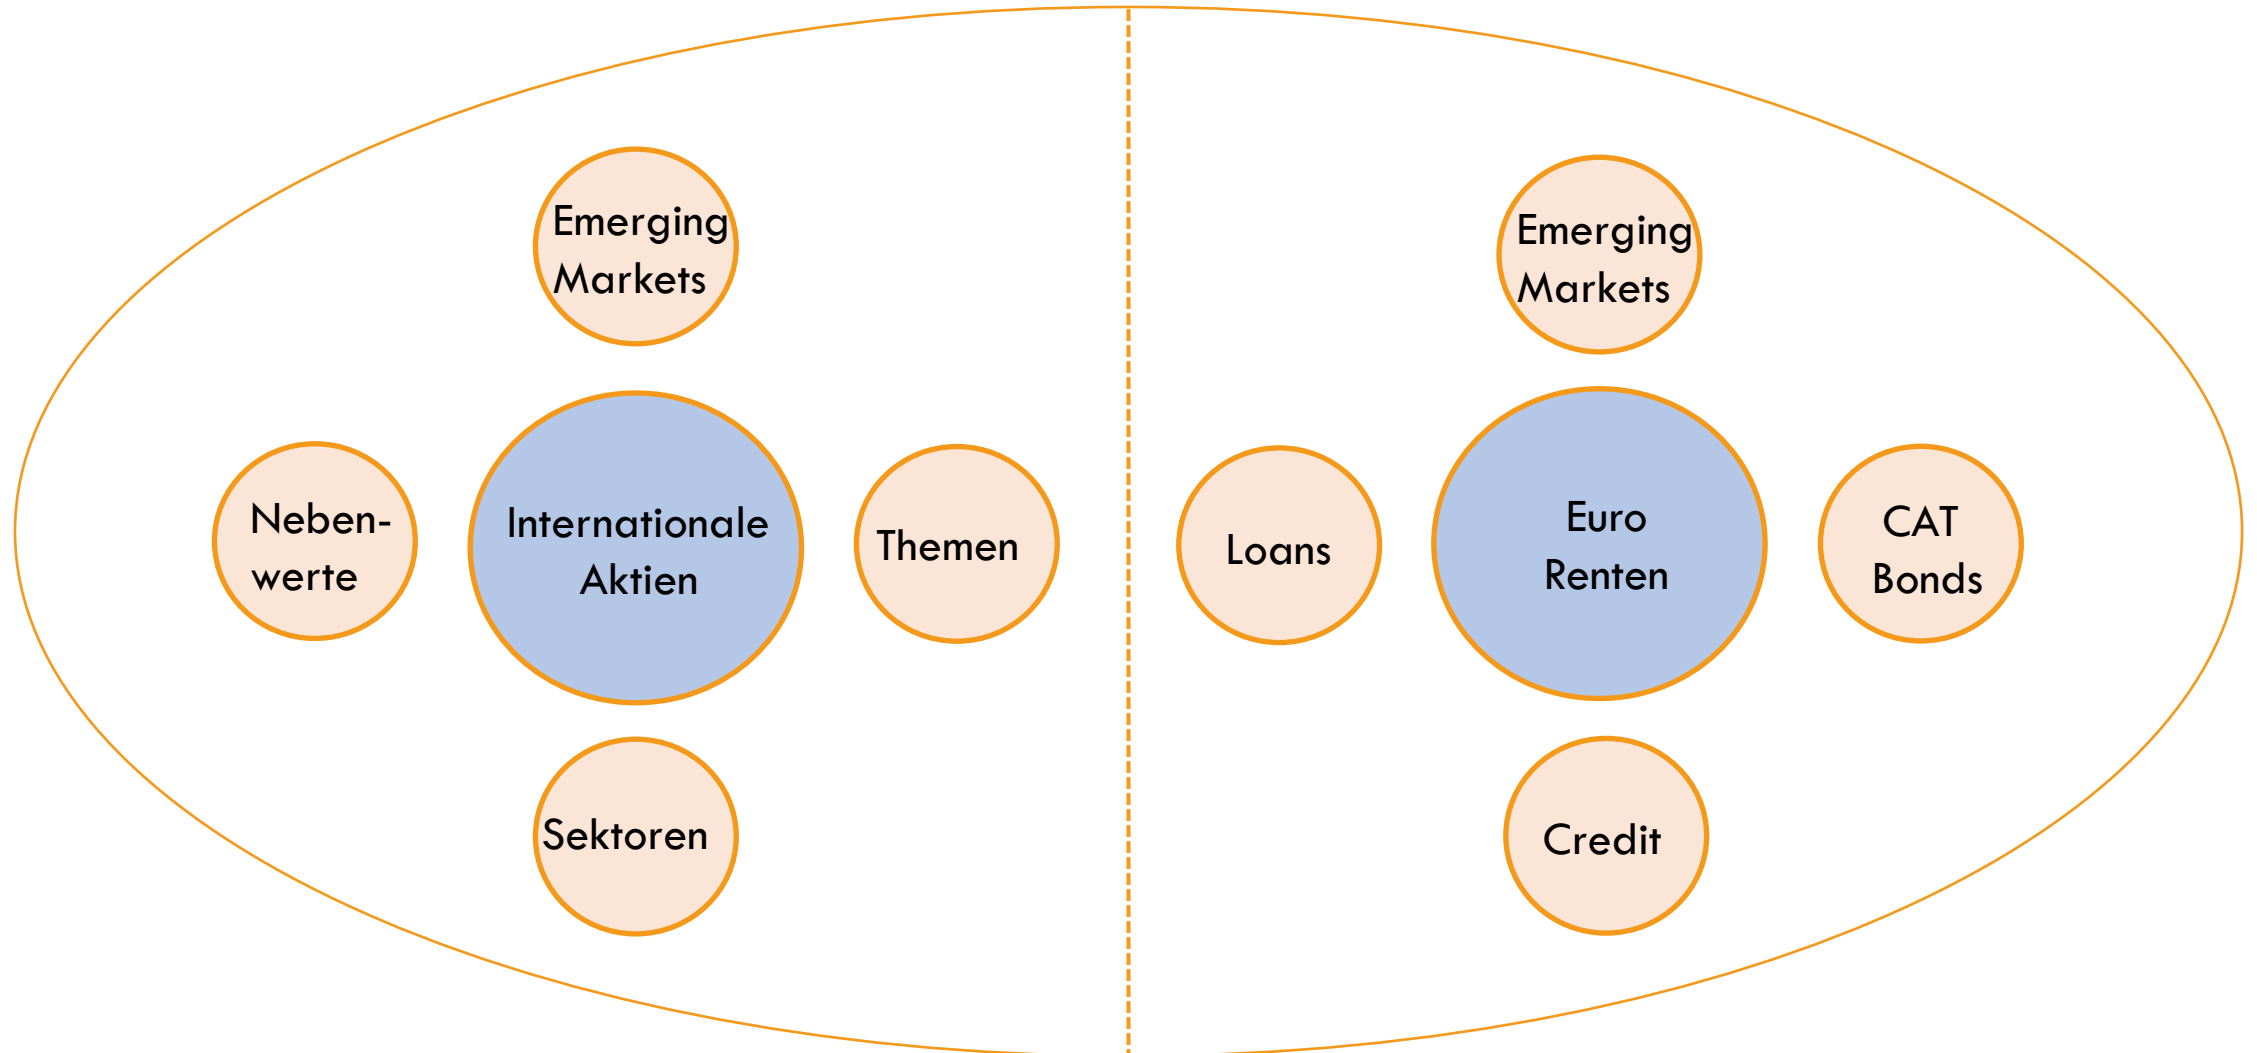 Emerging
Markets
Neben-
werte
Internationale
Aktien
Themen
Sektoren
Emerging
Markets
Loans
Euro
Renten
CAT
Bonds
Credit